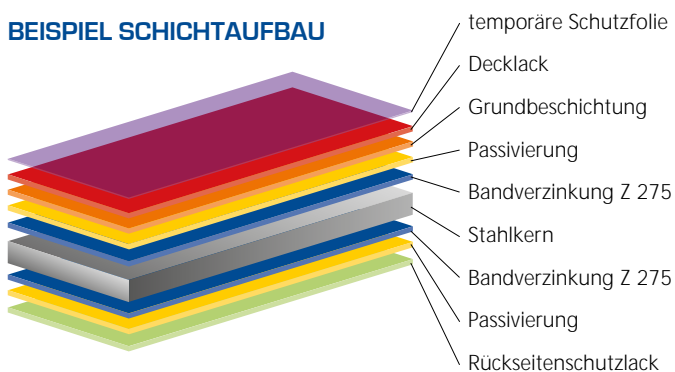 BEISPIEL SCHICHTAUFBAU
temporäre Schutzfolie
Decklack
Grundbeschichtung
Passivierung
Bandverzinkung Z 275
Stahlkern
Bandverzinkung Z 275
Passivierung
Rückseitenschutzlack